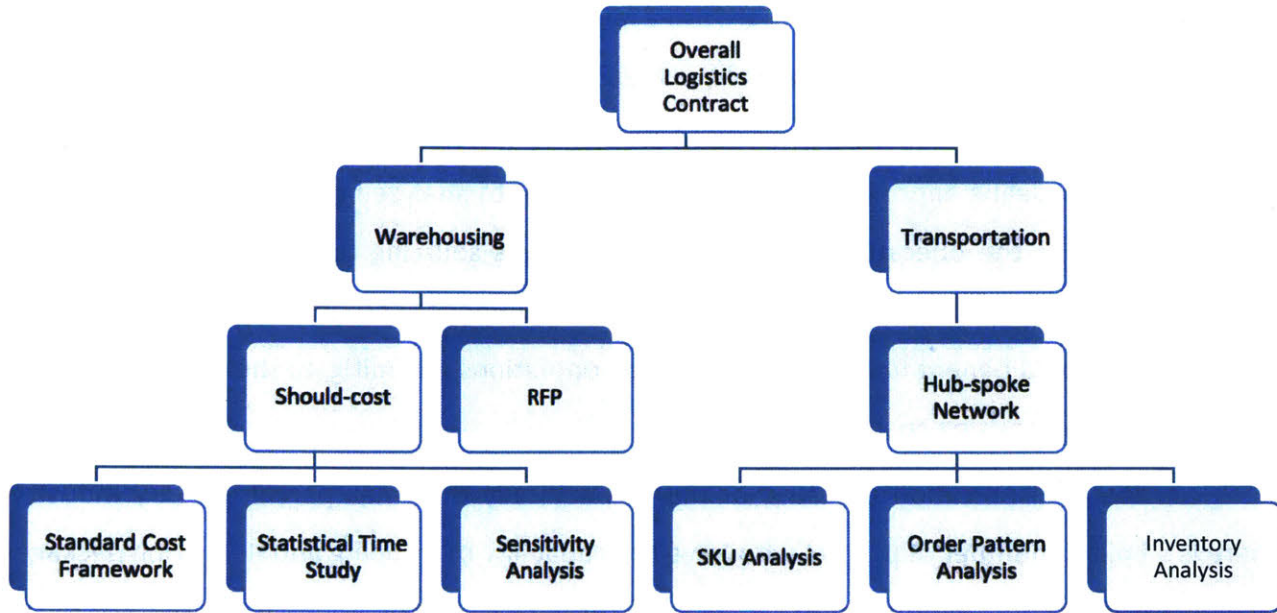 Overall
Logistics
Contract
Warehousing
Transportation
Should-cost
RFP
Hub-spoke
Network
Standard Cost
Framework
Statistical Time
Study
Sensitivity
Analysis
SKU Analysis
Order Pattern
Analysis
Inventory
Analysis